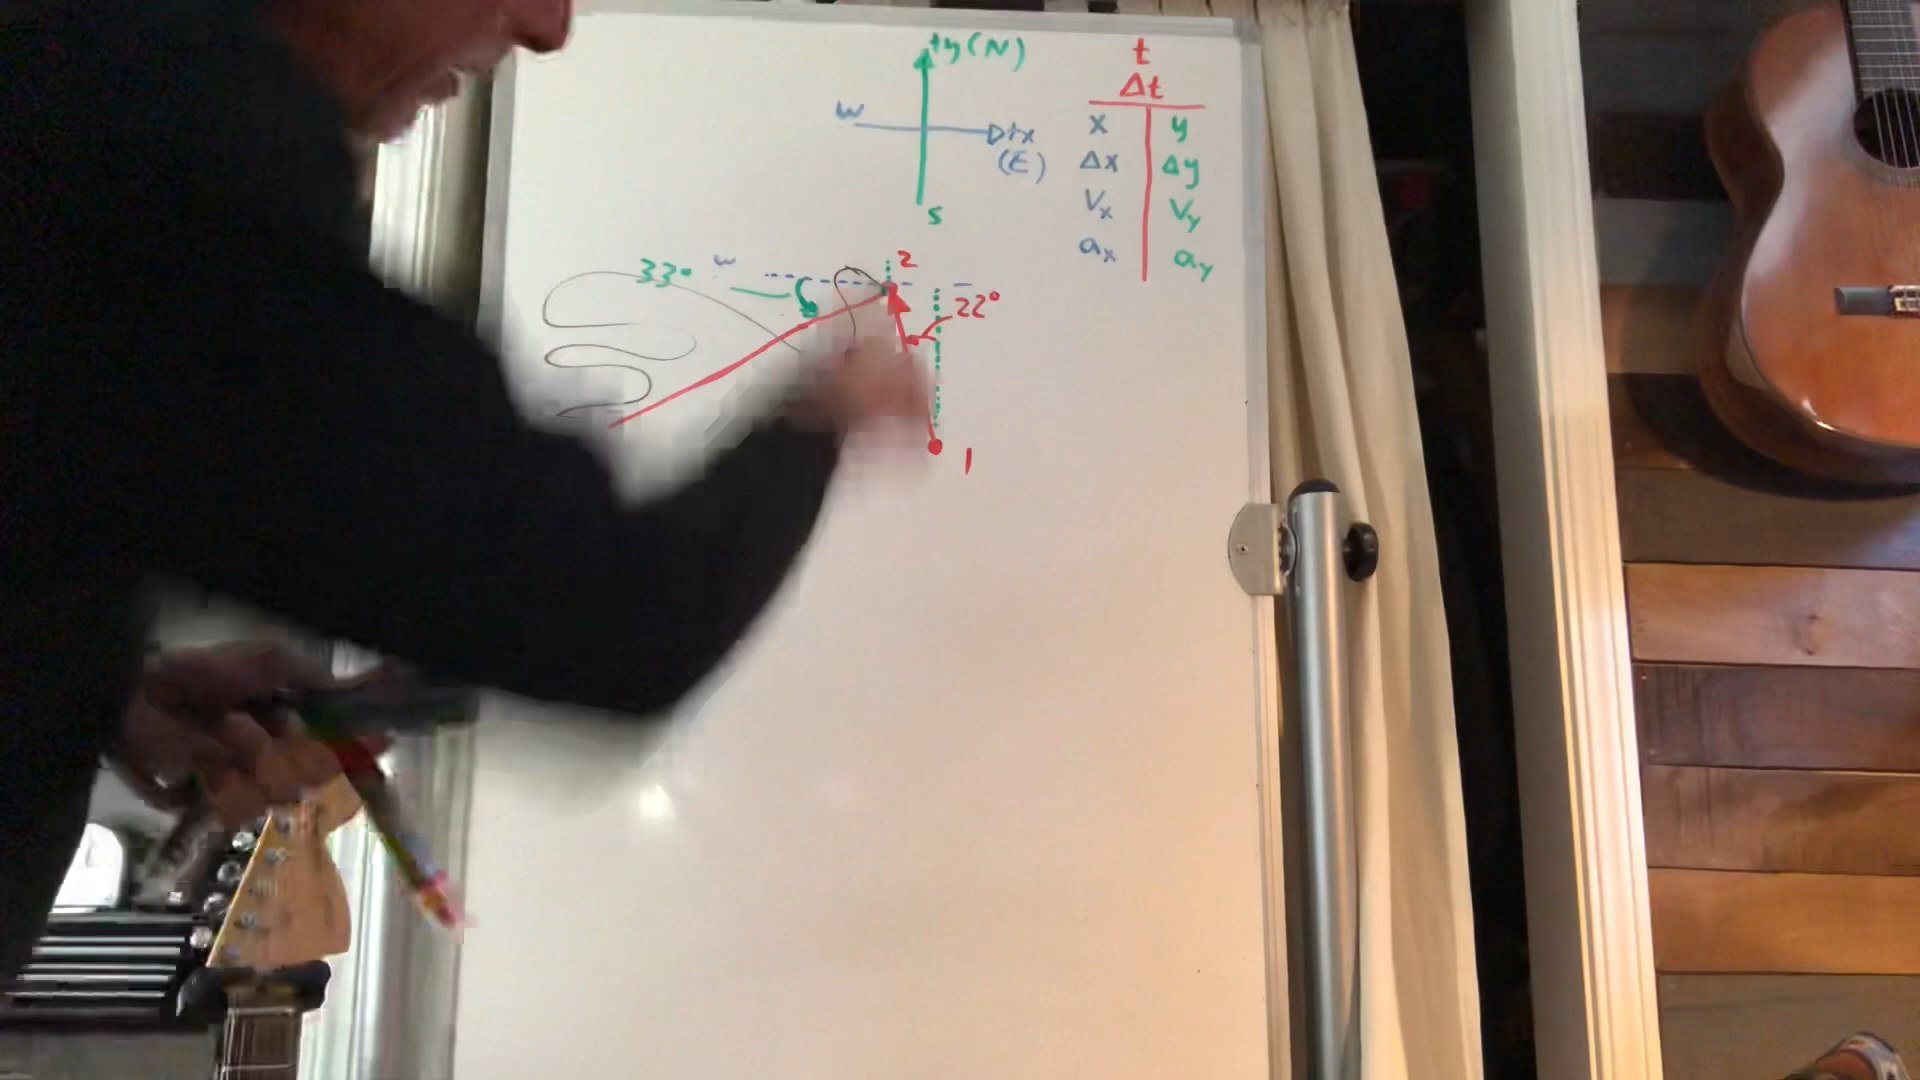 +y (N)
W
+x
(E)
S
t
Δt
x y
Δx Δy
Vx Vy
ax ay
33°
w
2
22°
1